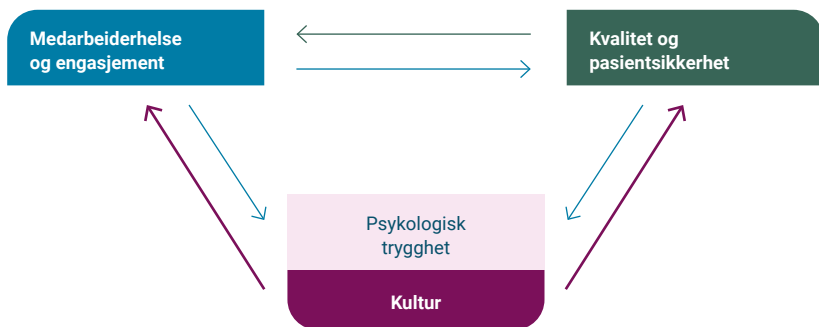 Medarbeiderhelse
og engasjement
Kvalitet og
pasientsikkerhet
Psykologisk
trygghet
Kultur